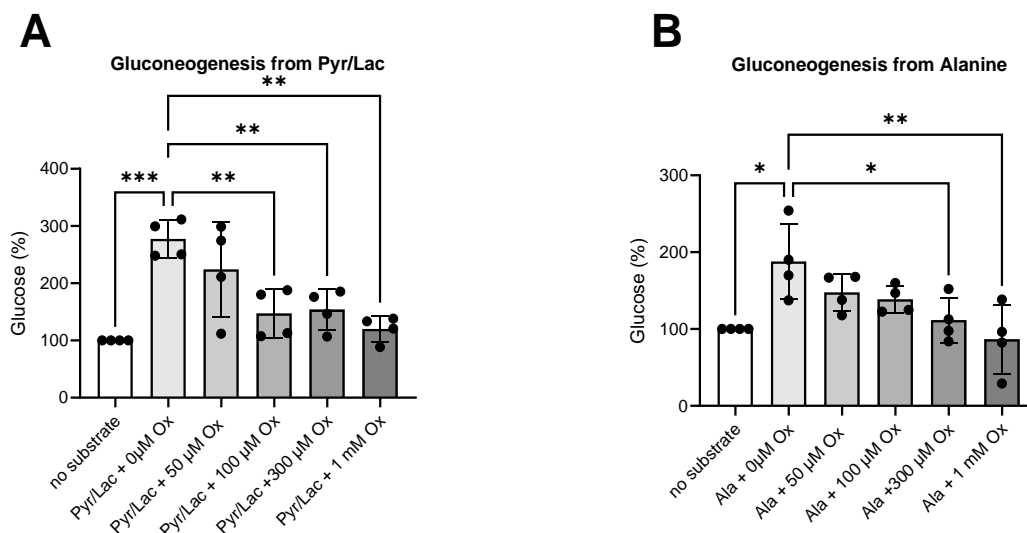 A
Gluconeogenesis from Pyr/Lac
**
**
***
**
400
300
200
100
0
Glucose (%)
no substrate
Pyr/Lac + 0µM Ox
Pyr/Lac + 50 µM Ox
Pyr/Lac + 100 µM Ox
Pyr/Lac +300 µM Ox
Pyr/Lac + 1 mM Ox
B
Gluconeogenesis from Alanine
**
*
*
300
200
100
0
Glucose (%)
no substrate
Ala + 0µM Ox
Ala + 50 µM Ox
Ala + 100 µM Ox
Ala +300 µM Ox
Ala + 1 mM Ox